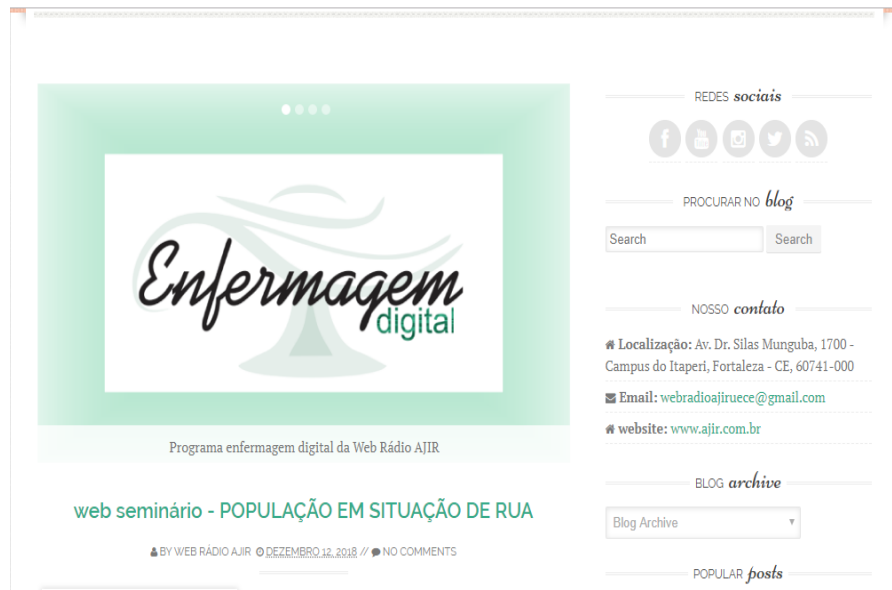 Enfermagem
digital
Programa enfermagem digital da Web Rádio AJIR
web seminário - POPULAÇÃO EM SITUAÇÃO DE RUA
BY WEB RÁDIO AJIR DEZEMBRO 12, 2018 // NO COMMENTS
REDES sociais
PROCURAR NO blog
Search Search
NOSSO contato
Localização: Av. Dr. Silas Munguba, 1700 -
Campus do Itaperi, Fortaleza - CE, 60741-000
Email: webradioajiruece@gmail.com
website: www.ajir.com.br
BLOG archive
Blog Archive
POPULAR posts